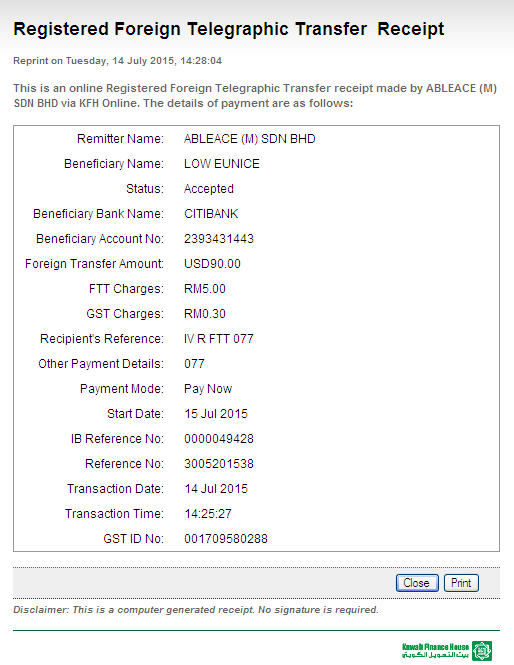 Registered Foreign Telegraphic Transfer Receipt
Reprint on Tuesday, 14 July 2015, 14:28:04
This is an online Registered Foreign Telegraphic Transfer receipt made by ABLEACE (M)
SDN BHD via KFH Online. The details of payment are as follows:
Remitter Name: ABLEACE (M) SDN BHD
Beneficiary Name: LOW EUNICE
Status: Accepted
Beneficiary Bank Name: CITIBANK
Beneficiary Account No: 2393431443
Foreign Transfer Amount: USD90.00
FTT Charges: RM5.00
GST Charges: RM0.30
Recipient's Reference: IV R FTT 077
Other Payment Details: 077
Payment Mode: Pay Now
Start Date: 15 Jul 2015
IB Reference No: 0000049428
Reference No: 3005201538
Transaction Date: 14 Jul 2015
Transaction Time: 14:25:27
GST ID No: 001709580288
Close Print
Disclaimer: This is a computer generated receipt. No signature is required.
Kuwait Finance House
بيت التمويل الكويتي